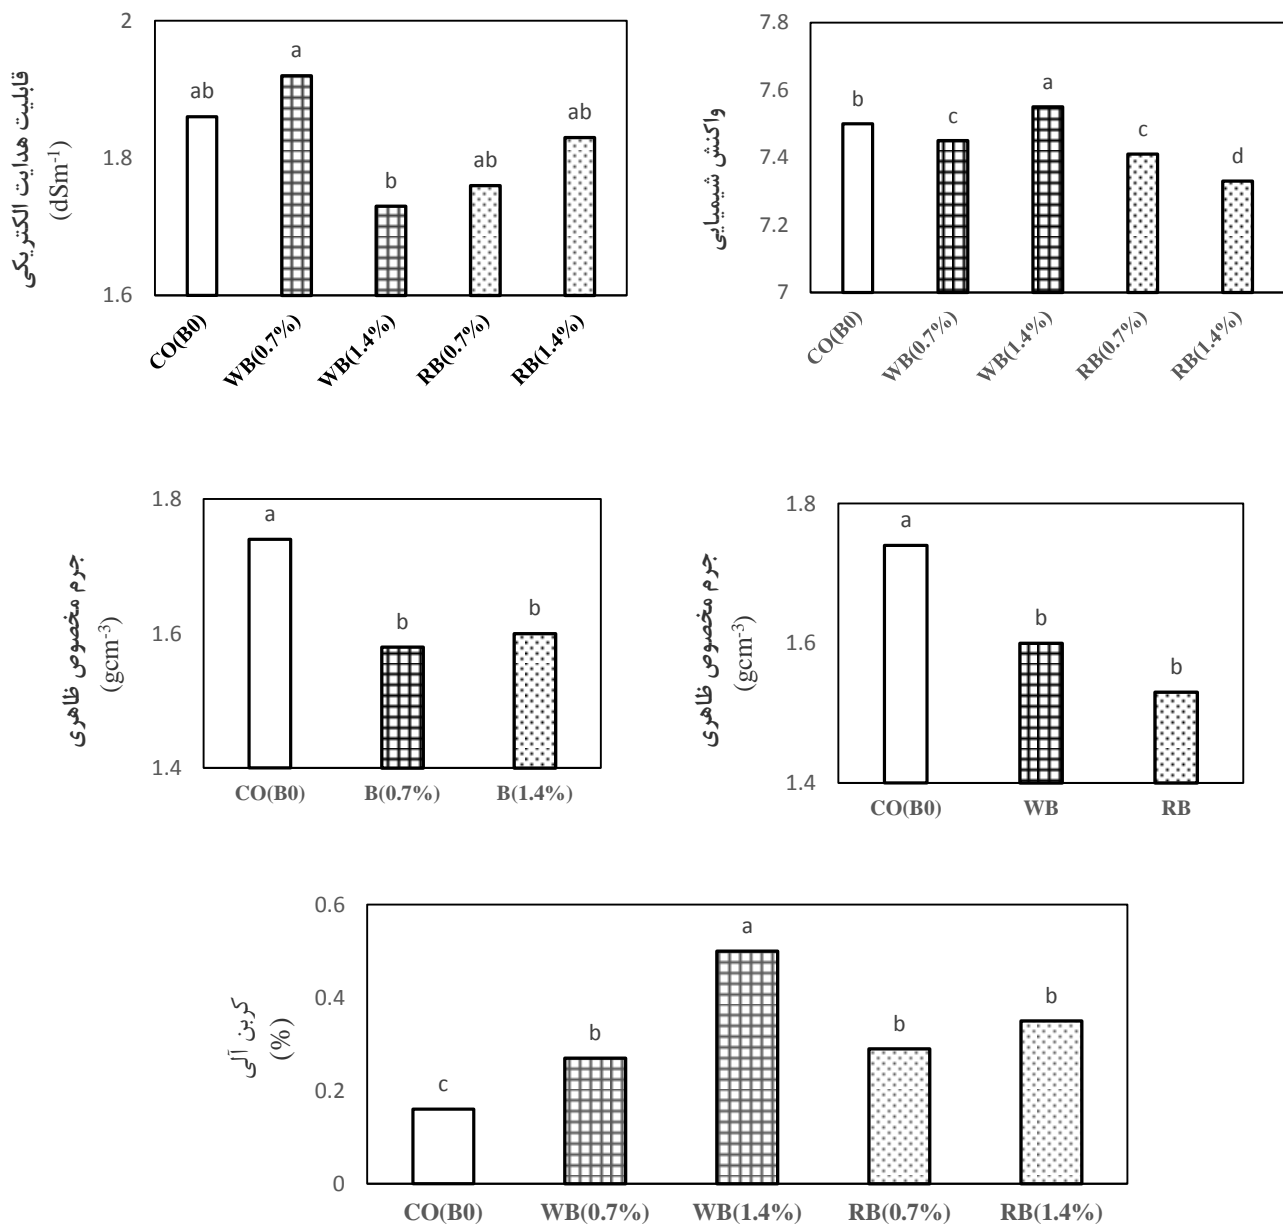 قابلیت هدایت الکتریکی
(dSm⁻¹)
2
1.8
1.6
ab
a
b
ab
ab
CO(B0)
WB(0.7%)
WB(1.4%)
RB(0.7%)
RB(1.4%)
واکنش شیمیایی
7.8
7.6
7.4
7.2
7
b
c
a
c
d
CO(B0)
WB(0.7%)
WB(1.4%)
RB(0.7%)
RB(1.4%)
جرم مخصوص ظاهری
(gcm⁻³)
1.8
1.6
1.4
a
b
b
CO(B0)
B(0.7%)
B(1.4%)
جرم مخصوص ظاهری
(gcm⁻³)
1.8
1.6
1.4
a
b
b
CO(B0)
WB
RB
کربن آلی
(%)
0.6
0.4
0.2
0
c
b
a
b
b
CO(B0)
WB(0.7%)
WB(1.4%)
RB(0.7%)
RB(1.4%)